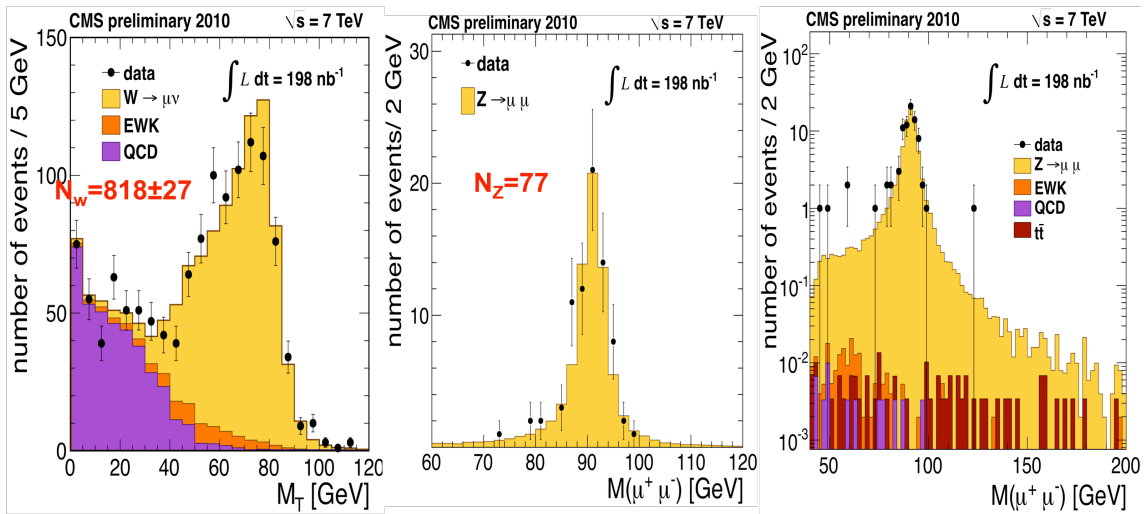 CMS preliminary 2010 √s = 7 TeV
number of events / 5 GeV
150
100
50
0
data
W → μν
EWK
QCD
∫ L dt = 198 nb⁻¹
N_w=818±27
0 20 40 60 80 100 120
M_T [GeV]
CMS preliminary 2010 √s = 7 TeV
number of events/ 2 GeV
30
20
10
data
Z → μ μ
∫ L dt = 198 nb⁻¹
N_Z=77
60 70 80 90 100 110 120
M(μ⁺ μ⁻) [GeV]
CMS preliminary 2010 √s = 7 TeV
number of events / 2 GeV
10²
10
1
10⁻¹
10⁻²
10⁻³
∫ L dt = 198 nb⁻¹
data
Z→μ μ
EWK
QCD
tt̄
50 100 150 200
M(μ⁺ μ⁻) [GeV]